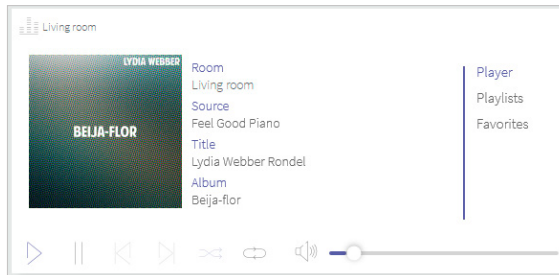 Living room
LYDIA WEBBER
BEIJA-FLOR
Room
Living room
Source
Feel Good Piano
Title
Lydia Webber Rondel
Album
Beija-flor
Player
Playlists
Favorites